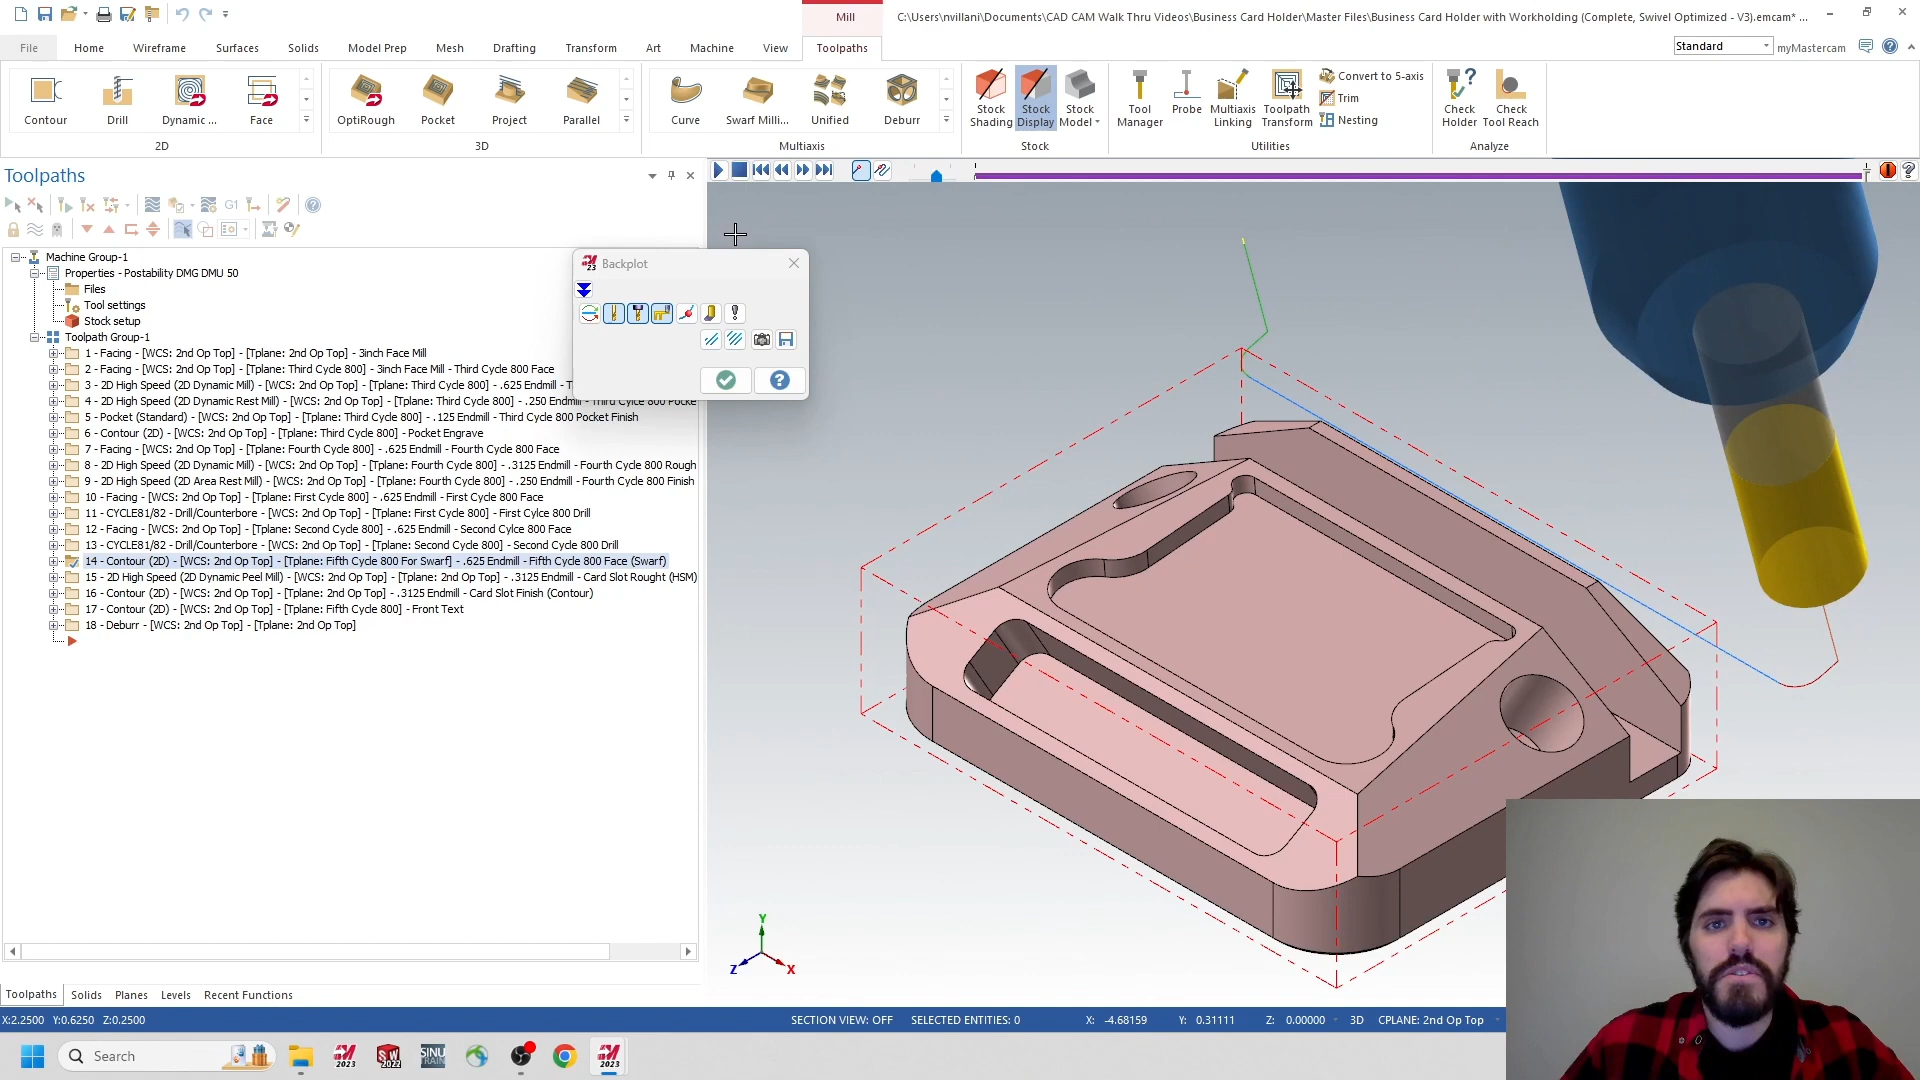 Mill
C:\Users\nvillani\Documents\CAD CAM Walk Thru Videos\Business Card Holder\Master Files\Business Card Holder with Workholding (Complete, Swivel Optimized - V3).emcam* ...
File
Home
Wireframe
Surfaces
Solids
Model Prep
Mesh
Drafting
Transform
Art
Machine
View
Toolpaths
Standard
myMastercam
Contour
Drill
Dynamic ...
Face
2D
OptiRough
Pocket
Project
Parallel
3D
Curve
Swarf Milli...
Unified
Deburr
Multiaxis
Stock Shading
Stock Display
Stock Model
Stock
Tool Manager
Probe
Multiaxis Linking
Toolpath Transform
Convert to 5-axis
Trim
Nesting
Utilities
Check Holder
Check Tool Reach
Analyze
Toolpaths
G1
Machine Group-1
Properties - Postability DMG DMU 50
Files
Tool settings
Stock setup
Toolpath Group-1
1 - Facing - [WCS: 2nd Op Top] - [Tplane: 2nd Op Top] - 3inch Face Mill
2 - Facing - [WCS: 2nd Op Top] - [Tplane: Third Cycle 800] - 3inch Face Mill - Third Cycle 800 Face
3 - 2D High Speed (2D Dynamic Mill) - [WCS: 2nd Op Top] - [Tplane: Third Cycle 800] - .625 Endmill - T
4 - 2D High Speed (2D Dynamic Rest Mill) - [WCS: 2nd Op Top] - [Tplane: Third Cycle 800] - .250 Endmill - Third Cycle 800 Pocke
5 - Pocket (Standard) - [WCS: 2nd Op Top] - [Tplane: Third Cycle 800] - .125 Endmill - Third Cycle 800 Pocket Finish
6 - Contour (2D) - [WCS: 2nd Op Top] - [Tplane: Third Cycle 800] - Pocket Engrave
7 - Facing - [WCS: 2nd Op Top] - [Tplane: Fourth Cycle 800] - .625 Endmill - Fourth Cycle 800 Face
8 - 2D High Speed (2D Dynamic Mill) - [WCS: 2nd Op Top] - [Tplane: Fourth Cycle 800] - .3125 Endmill - Fourth Cycle 800 Rough
9 - 2D High Speed (2D Area Rest Mill) - [WCS: 2nd Op Top] - [Tplane: Fourth Cycle 800] - .250 Endmill - Fourth Cycle 800 Finish
10 - Facing - [WCS: 2nd Op Top] - [Tplane: First Cycle 800] - .625 Endmill - First Cycle 800 Face
11 - CYCLE81/82 - Drill/Counterbore - [WCS: 2nd Op Top] - [Tplane: First Cycle 800] - First Cylce 800 Drill
12 - Facing - [WCS: 2nd Op Top] - [Tplane: Second Cycle 800] - .625 Endmill - Second Cylce 800 Face
13 - CYCLE81/82 - Drill/Counterbore - [WCS: 2nd Op Top] - [Tplane: Second Cycle 800] - Second Cycle 800 Drill
14 - Contour (2D) - [WCS: 2nd Op Top] - [Tplane: Fifth Cycle 800 For Swarf] - .625 Endmill - Fifth Cycle 800 Face (Swarf)
15 - 2D High Speed (2D Dynamic Peel Mill) - [WCS: 2nd Op Top] - [Tplane: 2nd Op Top] - .3125 Endmill - Card Slot Rought (HSM)
16 - Contour (2D) - [WCS: 2nd Op Top] - [Tplane: 2nd Op Top] - .3125 Endmill - Card Slot Finish (Contour)
17 - Contour (2D) - [WCS: 2nd Op Top] - [Tplane: Fifth Cycle 800] - Front Text
18 - Deburr - [WCS: 2nd Op Top] - [Tplane: 2nd Op Top]
23
Backplot
Y
Z
X
Toolpaths
Solids
Planes
Levels
Recent Functions
X:2.2500 Y:0.6250 Z:0.2500
SECTION VIEW: OFF
SELECTED ENTITIES: 0
X: -4.68159
Y: 0.31111
Z: 0.00000
3D
CPLANE: 2nd Op Top
Search
2023
SW 2022
SINU TRAIN
2023